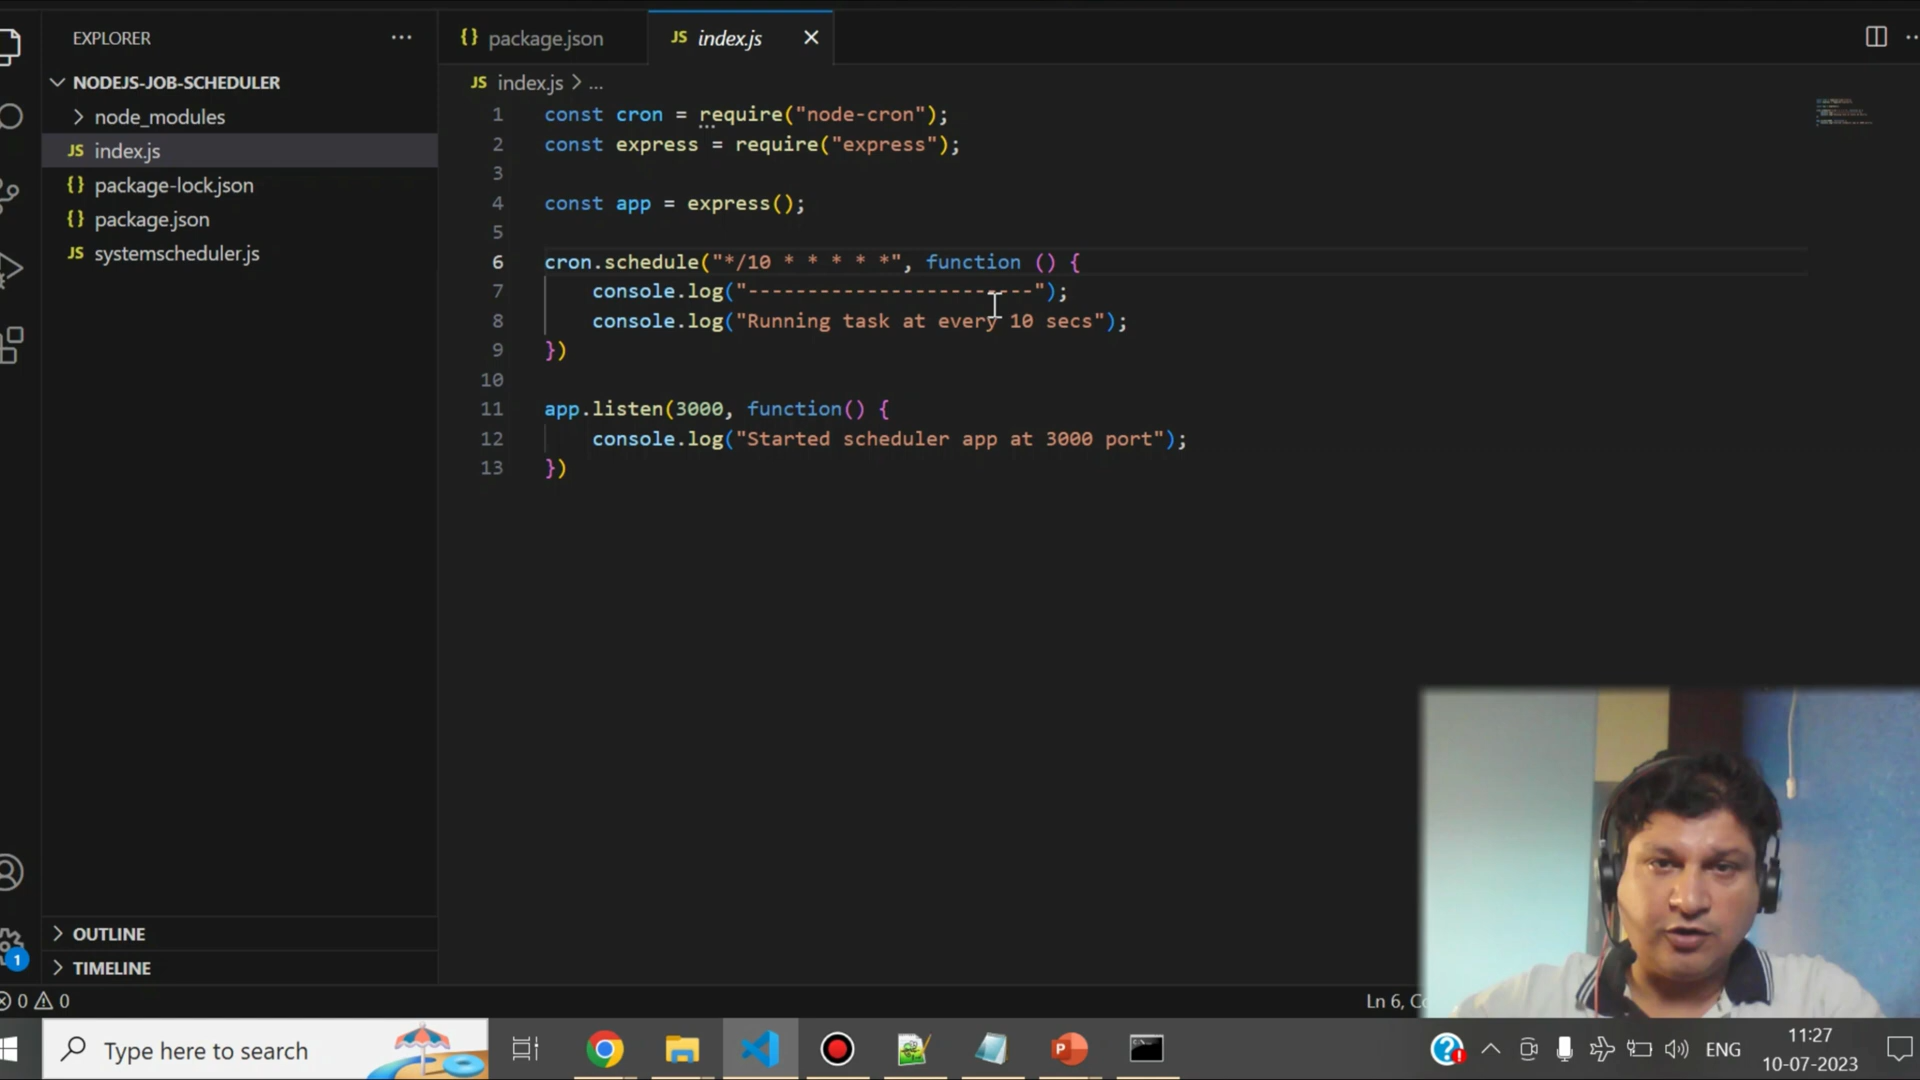 EXPLORER
NODEJS-JOB-SCHEDULER
node_modules
JS index.js
{} package-lock.json
{} package.json
JS systemscheduler.js
OUTLINE
TIMELINE
{} package.json
JS index.js
JS index.js > ...
1 const cron = require("node-cron");
2 const express = require("express");
3
4 const app = express();
5
6 cron.schedule("*/10 * * * * *", function () {
7 console.log("------------------------");
8 console.log("Running task at every 10 secs");
9 })
10
11 app.listen(3000, function() {
12 console.log("Started scheduler app at 3000 port");
13 })
1
0 0
Ln 6,
Type here to search
ENG
11:27
10-07-2023